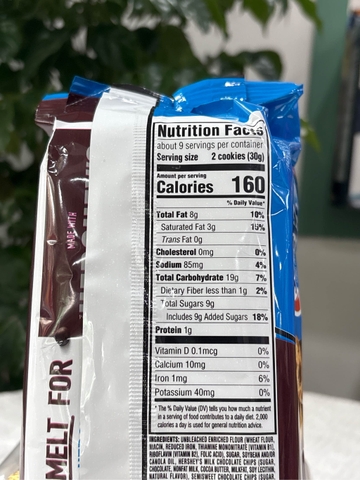 Nutrition Facts
about 9 servings per container
Serving size 2 cookies (30g)
Amount per serving
Calories 160
% Daily Value*
Total Fat 8g 10%
Saturated Fat 3g 15%
Trans Fat 0g
Cholesterol 0mg 0%
Sodium 85mg 4%
Total Carbohydrate 19g 7%
Dietary Fiber less than 1g 2%
Total Sugars 9g
Includes 9g Added Sugars 18%
Protein 1g
Vitamin D 0.1mcg 0%
Calcium 10mg 0%
Iron 1mg 6%
Potassium 40mg 0%
* The % Daily Value (DV) tells you how much a nutrient
in a serving of food contributes to a daily diet. 2,000
calories a day is used for general nutrition advice.
INGREDIENTS: UNBLEACHED ENRICHED FLOUR (WHEAT FLOUR,
NIACIN, REDUCED IRON, THIAMINE MONONITRATE {VITAMIN B1},
RIBOFLAVIN {VITAMIN B2}, FOLIC ACID), SUGAR, SOYBEAN AND/OR
CANOLA OIL, HERSHEY'S MILK CHOCOLATE CHIPS (SUGAR,
CHOCOLATE, NONFAT MILK, COCOA BUTTER, MILKFAT, SOY LECITHIN,
NATURAL FLAVOR), SEMISWEET CHOCOLATE CHIPS (SUGAR,
MADE WITH
MELT FOR